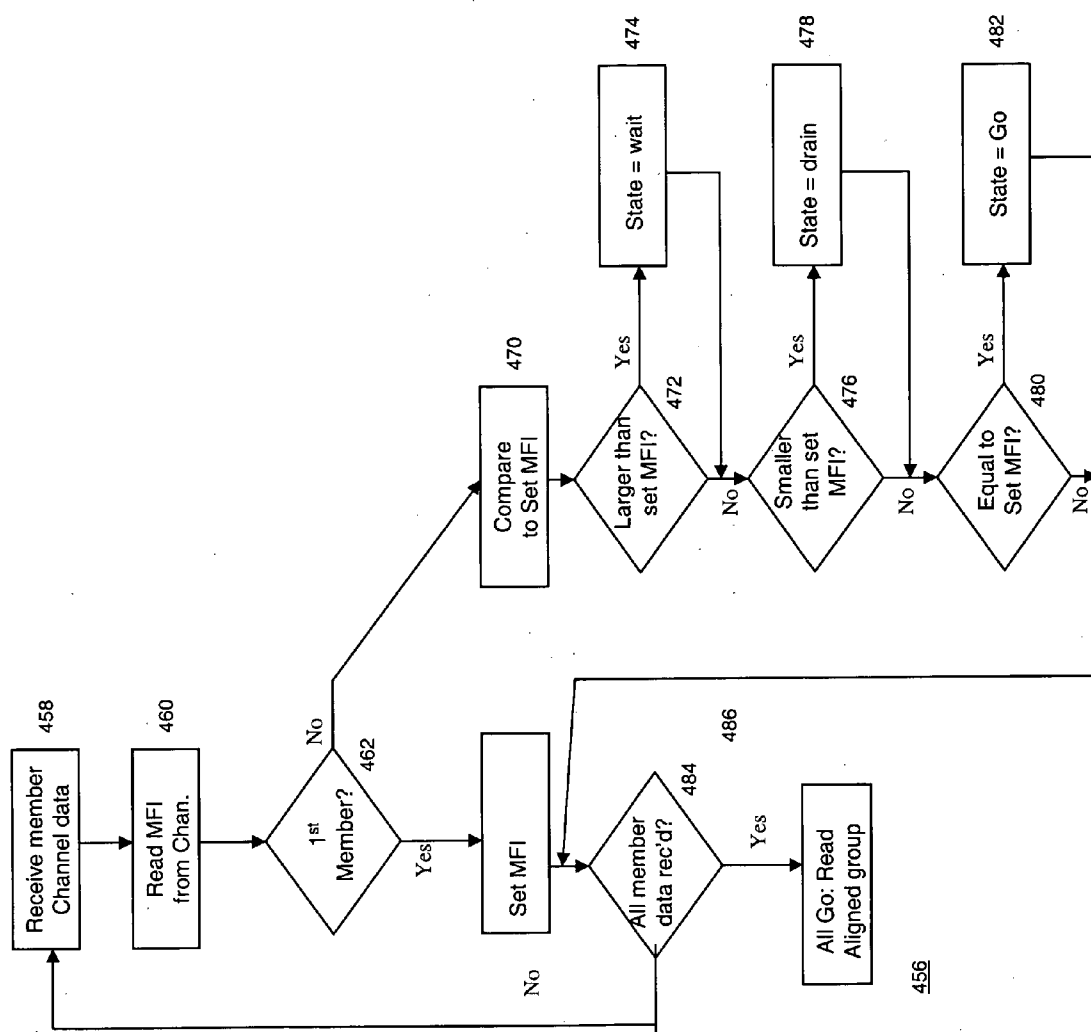 458
Receive member
Channel data
460
Read MFI
from Chan.
462
1st
Member?
No
Yes
Set MFI
470
Compare
to Set MFI
472
Larger than
set MFI?
Yes
No
474
State = wait
476
Smaller
than set
MFI?
Yes
No
478
State = drain
480
Equal to
Set MFI?
Yes
No
482
State = Go
484
All member
data rec'd?
No
Yes
486
All Go: Read
Aligned group
456